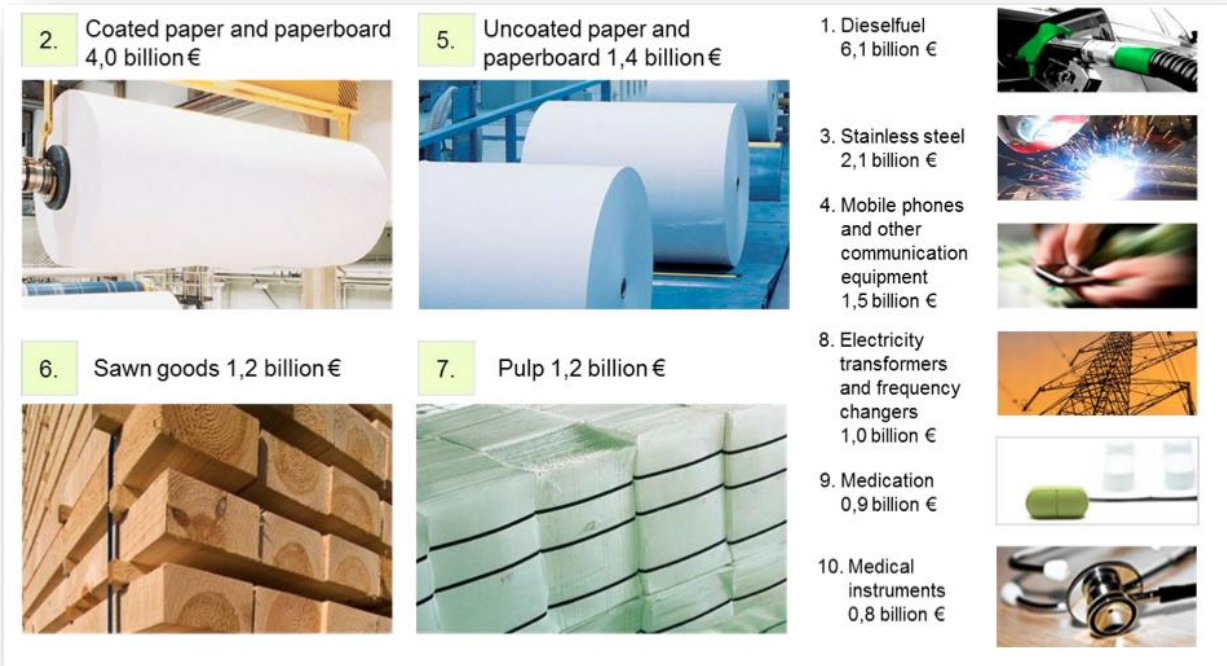 2. Coated paper and paperboard
4,0 billion €
5. Uncoated paper and
paperboard 1,4 billion €
6. Sawn goods 1,2 billion €
7. Pulp 1,2 billion €
1. Dieselfuel
6,1 billion €
3. Stainless steel
2,1 billion €
4. Mobile phones
and other
communication
equipment
1,5 billion €
8. Electricity
transformers
and frequency
changers
1,0 billion €
9. Medication
0,9 billion €
10. Medical
instruments
0,8 billion €